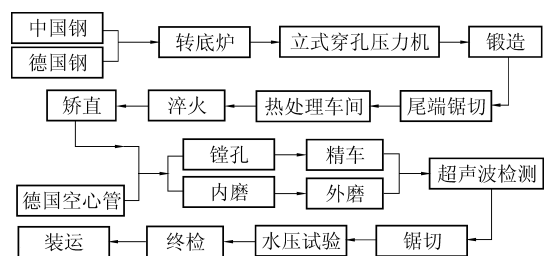 中国钢
德国钢
转底炉
立式穿孔压力机
锻造
矫直
淬火
热处理车间
尾端锯切
德国空心管
镗孔
精车
内磨
外磨
超声波检测
装运
终检
水压试验
锯切